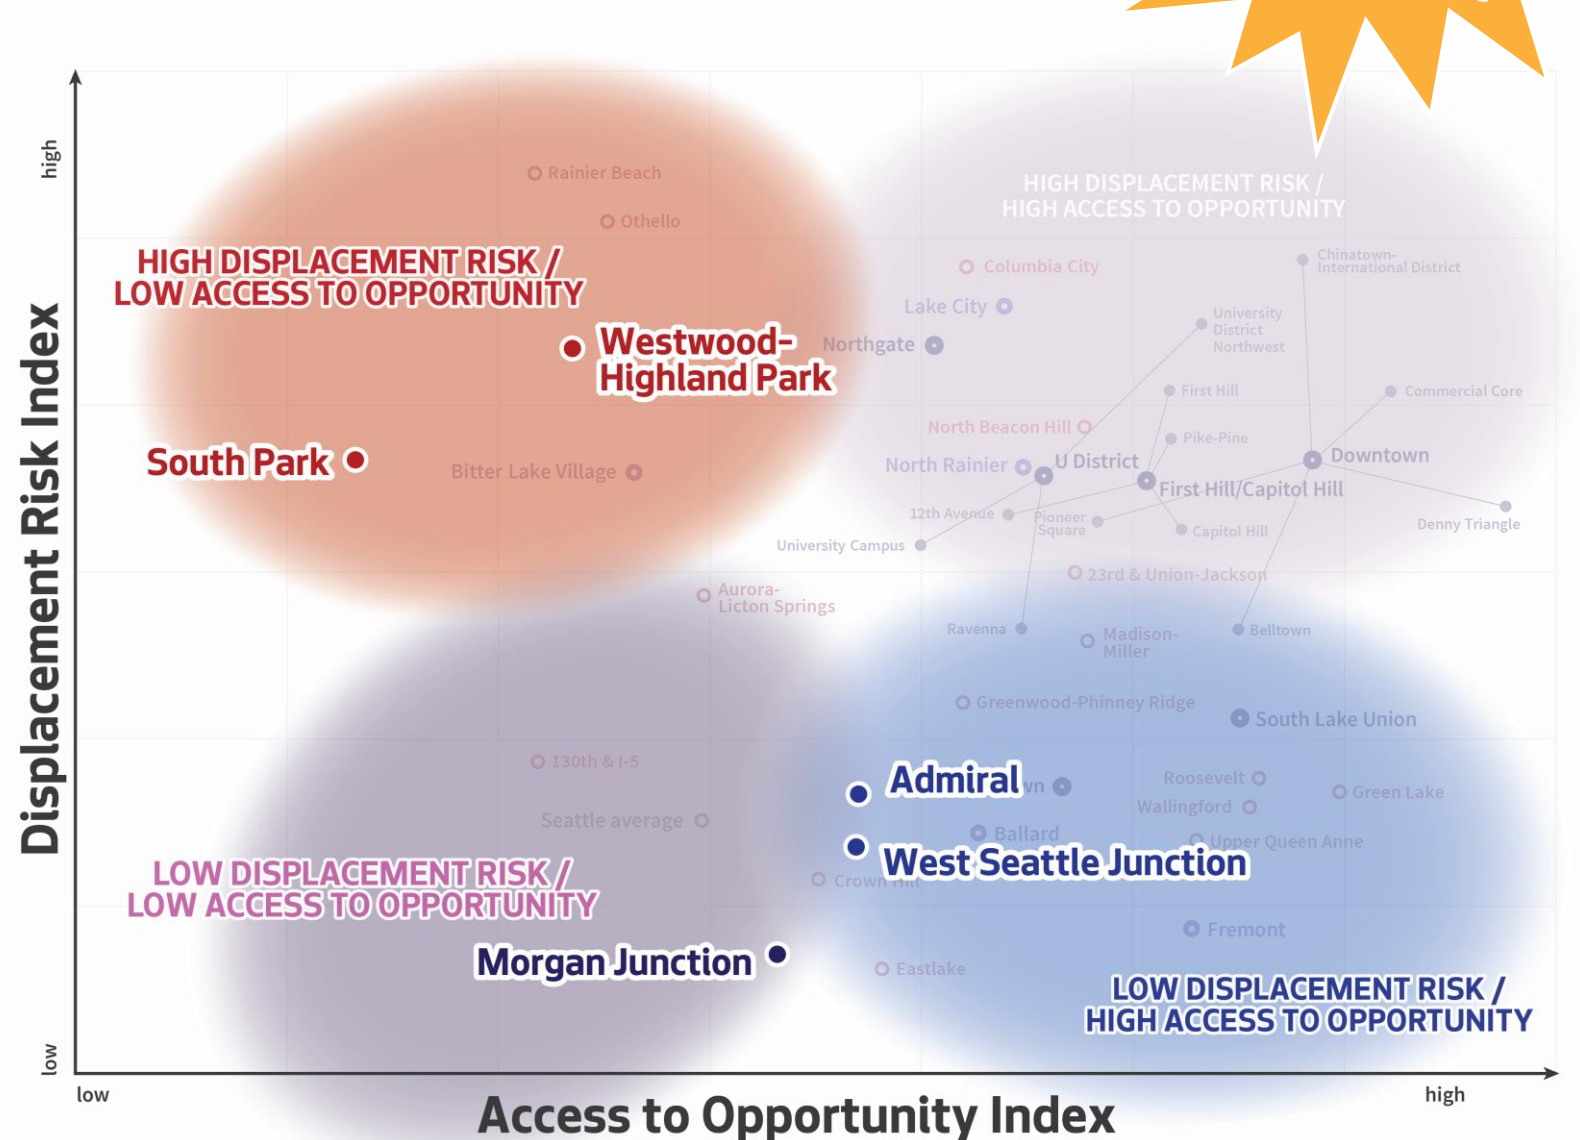 high
Rainier Beach
Othello
HIGH DISPLACEMENT RISK /
LOW ACCESS TO OPPORTUNITY
Westwood-
Highland Park
South Park
Bitter Lake Village
HIGH DISPLACEMENT RISK /
HIGH ACCESS TO OPPORTUNITY
Columbia City
Chinatown-
International District
Lake City
University
District
Northwest
Northgate
First Hill
Commercial Core
North Beacon Hill
Pike-Pine
North Rainier
U District
Downtown
First Hill/Capitol Hill
12th Avenue
Pioneer
Square
Capitol Hill
Denny Triangle
University Campus
23rd & Union-Jackson
Aurora-
Licton Springs
Ravenna
Belltown
Madison-
Miller
Greenwood-Phinney Ridge
South Lake Union
130th & I-5
Seattle average
Admiral
Roosevelt
Green Lake
Wallingford
Ballard
Upper Queen Anne
West Seattle Junction
Crown Hill
LOW DISPLACEMENT RISK /
LOW ACCESS TO OPPORTUNITY
Morgan Junction
Fremont
Eastlake
LOW DISPLACEMENT RISK /
HIGH ACCESS TO OPPORTUNITY
Displacement Risk Index
low
low
high
Access to Opportunity Index